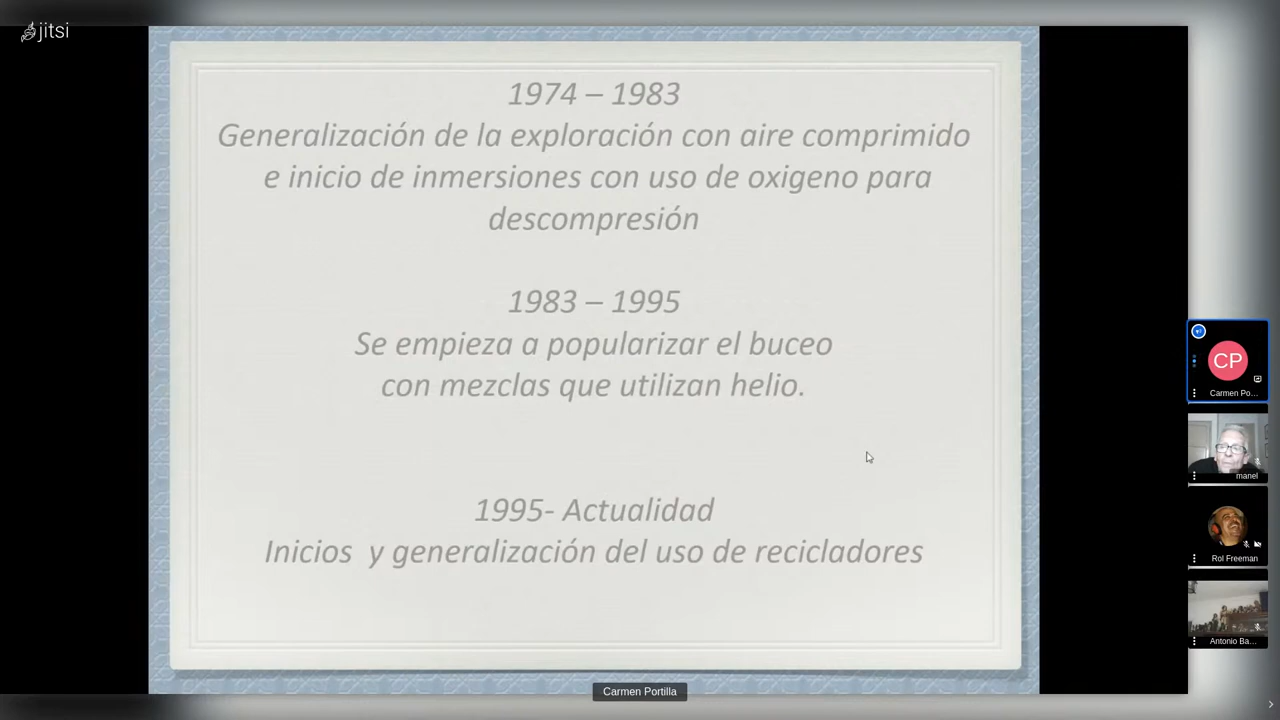 jitsi
1974 – 1983
Generalización de la exploración con aire comprimido
e inicio de inmersiones con uso de oxigeno para
descompresión
1983 – 1995
Se empieza a popularizar el buceo
con mezclas que utilizan helio.
1995- Actualidad
Inicios y generalización del uso de recicladores
CP
Carmen Po...
manel
Rol Freeman
Antonio Ba...
Carmen Portilla